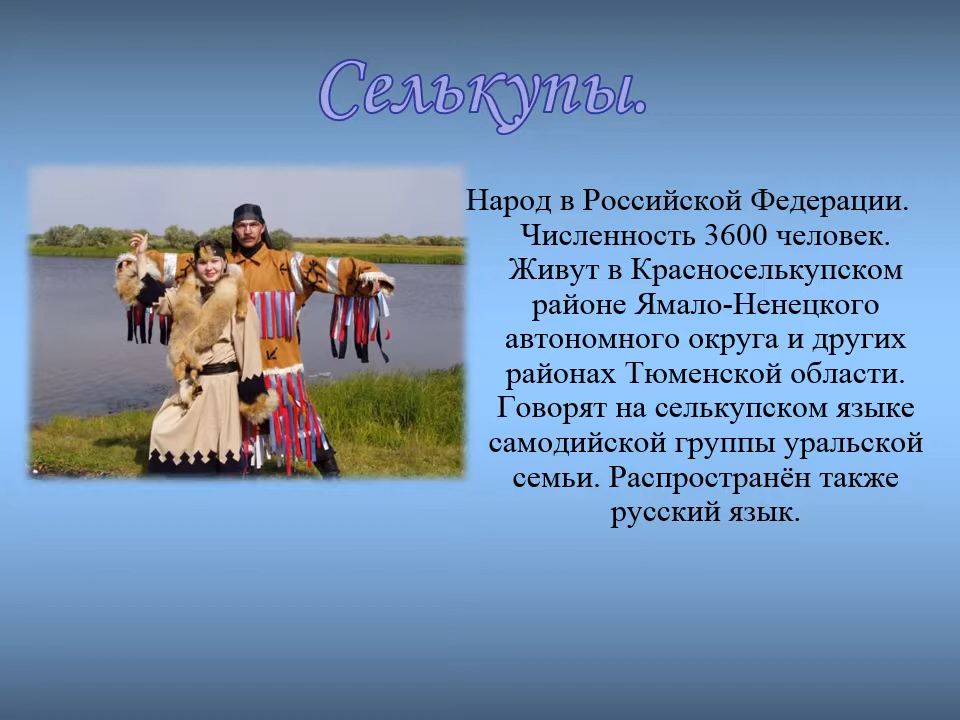 Селькупы.
Народ в Российской Федерации.
Численность 3600 человек.
Живут в Красноселькупском
районе Ямало-Ненецкого
автономного округа и других
районах Тюменской области.
Говорят на селькупском языке
самодийской группы уральской
семьи. Распространён также
русский язык.